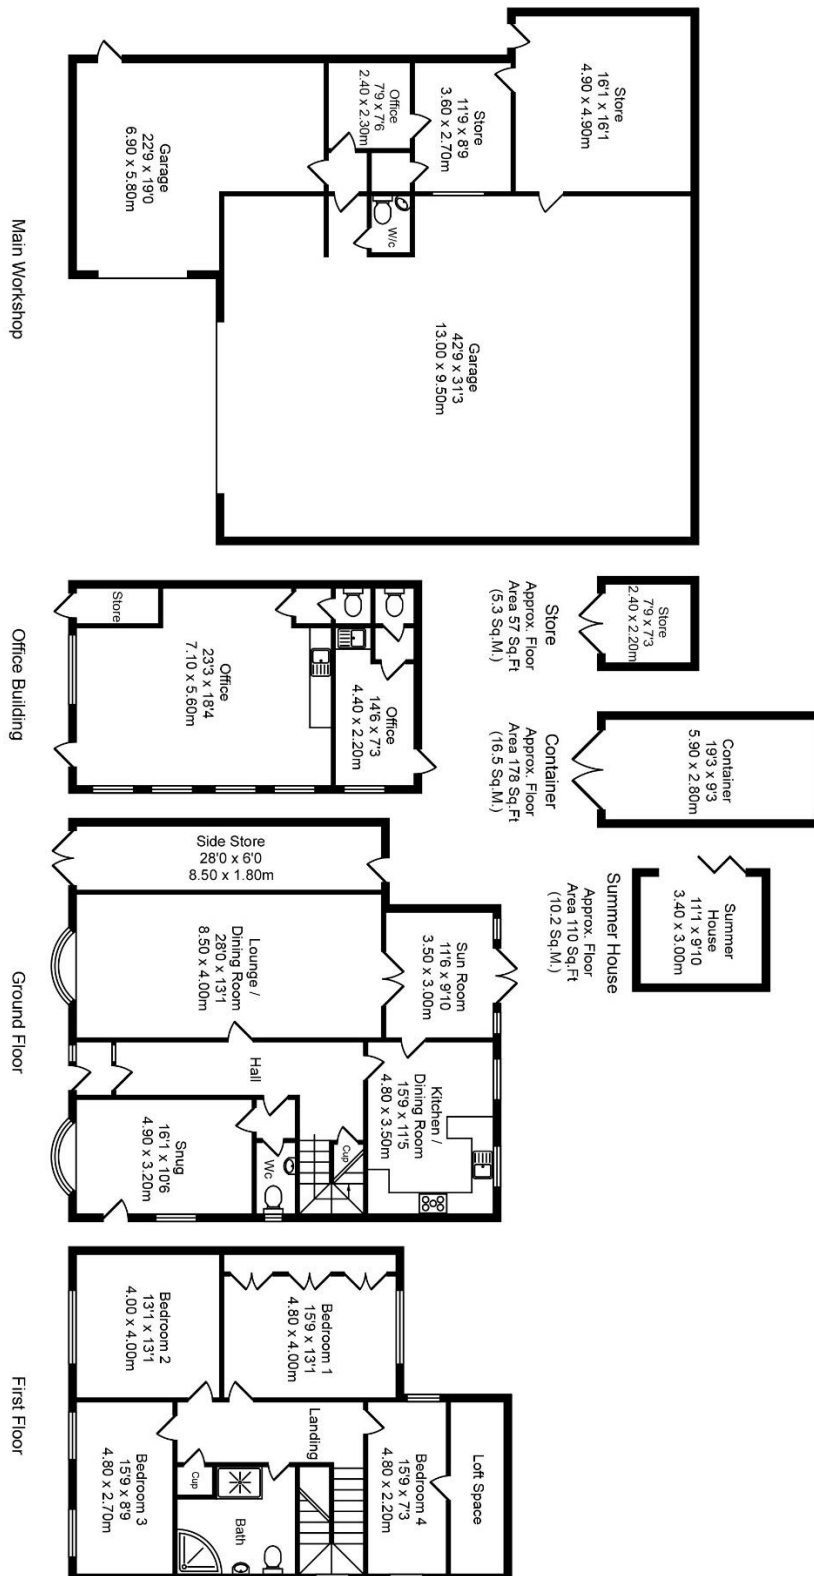 Store
16'1 x 16'1
4.90 x 4.90m
Store
11'9 x 8'9
3.60 x 2.70m
Office
7'9 x 7'6
2.40 x 2.30m
Garage
22'9 x 19'0
6.90 x 5.80m
W/c
Garage
42'9 x 31'3
13.00 x 9.50m
Main Workshop
Store
7'9 x 7'3
2.40 x 2.20m
Store
Approx. Floor
Area 57 Sq.Ft
(5.3 Sq.M.)
Container
19'3 x 9'3
5.90 x 2.80m
Container
Approx. Floor
Area 178 Sq.Ft
(16.5 Sq.M.)
Summer
House
11'1 x 9'10
3.40 x 3.00m
Summer House
Approx. Floor
Area 110 Sq.Ft
(10.2 Sq.M.)
Store
Office
23'3 x 18'4
7.10 x 5.60m
Office
14'6 x 7'3
4.40 x 2.20m
Office Building
Side Store
28'0 x 6'0
8.50 x 1.80m
Lounge /
Dining Room
28'0 x 13'1
8.50 x 4.00m
Sun Room
11'6 x 9'10
3.50 x 3.00m
Hall
Kitchen /
Dining Room
15'9 x 11'5
4.80 x 3.50m
Cup
Wc
Snug
16'1 x 10'6
4.90 x 3.20m
Ground Floor
Bedroom 2
13'1 x 13'1
4.00 x 4.00m
Bedroom 1
15'9 x 13'1
4.80 x 4.00m
Landing
Bedroom 4
15'9 x 7'3
4.80 x 2.20m
Loft Space
Cup
Bath
Bedroom 3
15'9 x 8'9
4.80 x 2.70m
First Floor